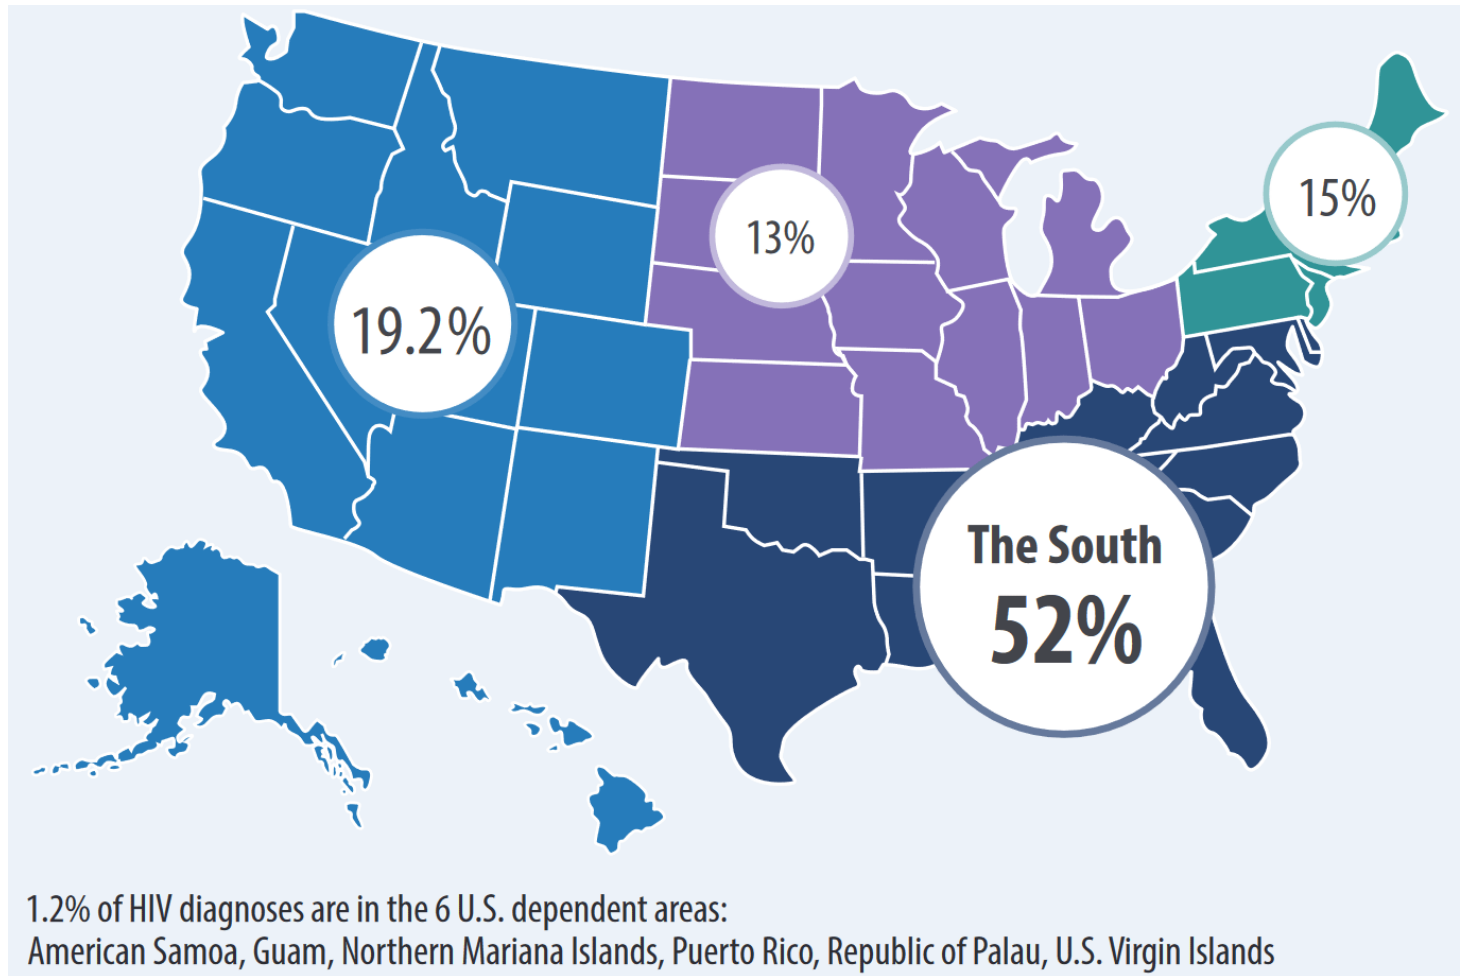 15%
13%
19.2%
The South
52%
1.2% of HIV diagnoses are in the 6 U.S. dependent areas:
American Samoa, Guam, Northern Mariana Islands, Puerto Rico, Republic of Palau, U.S. Virgin Islands